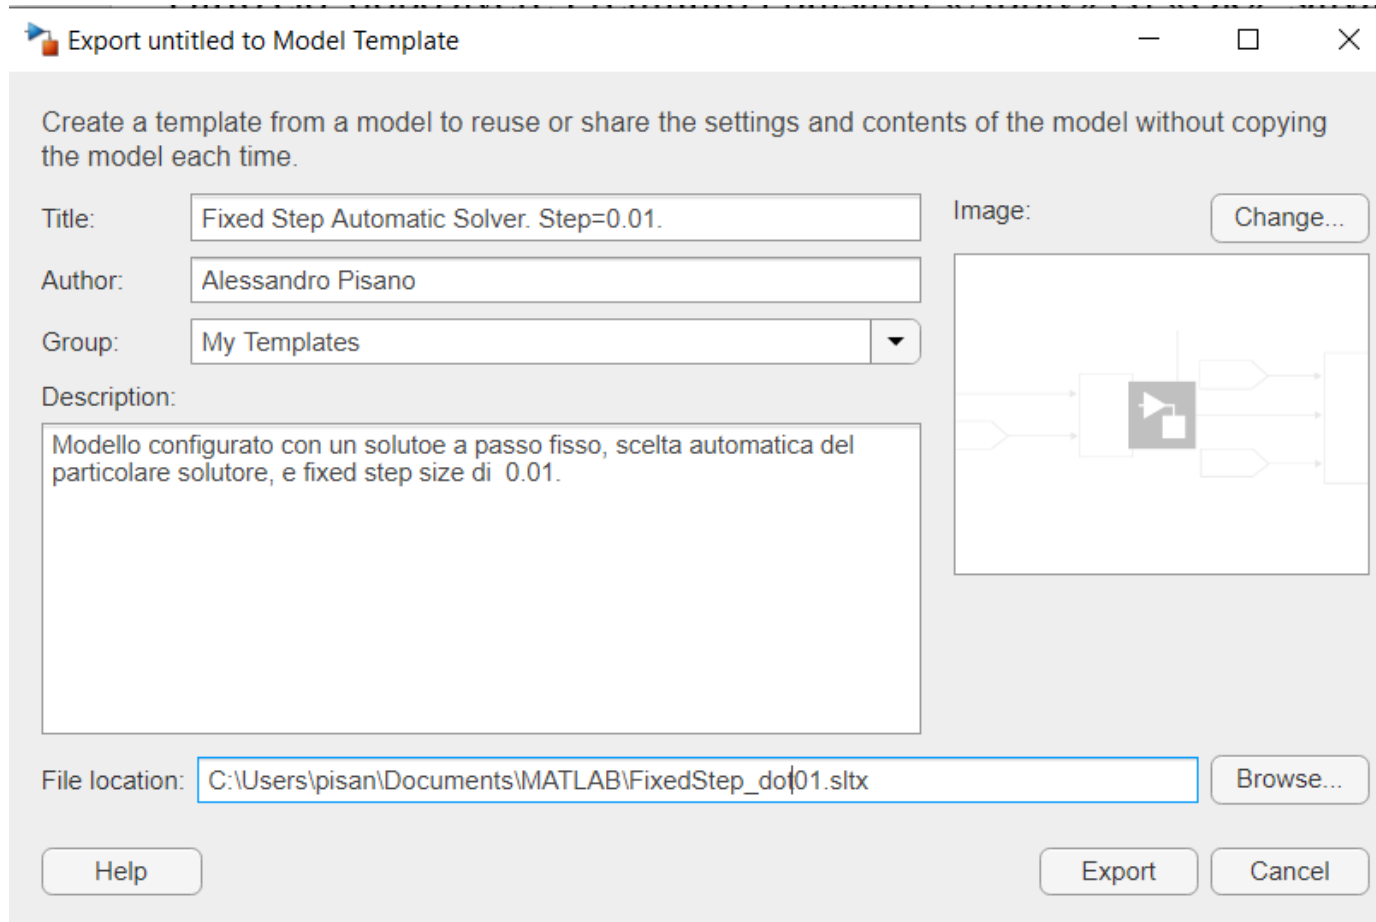 Export untitled to Model Template
Create a template from a model to reuse or share the settings and contents of the model without copying
the model each time.
Title:
Fixed Step Automatic Solver. Step=0.01.
Image:
Change...
Author:
Alessandro Pisano
Group:
My Templates
Description:
Modello configurato con un solutoe a passo fisso, scelta automatica del
particolare solutore, e fixed step size di  0.01.
File location:
C:\Users\pisan\Documents\MATLAB\FixedStep_dot01.sltx
Browse...
Help
Export
Cancel